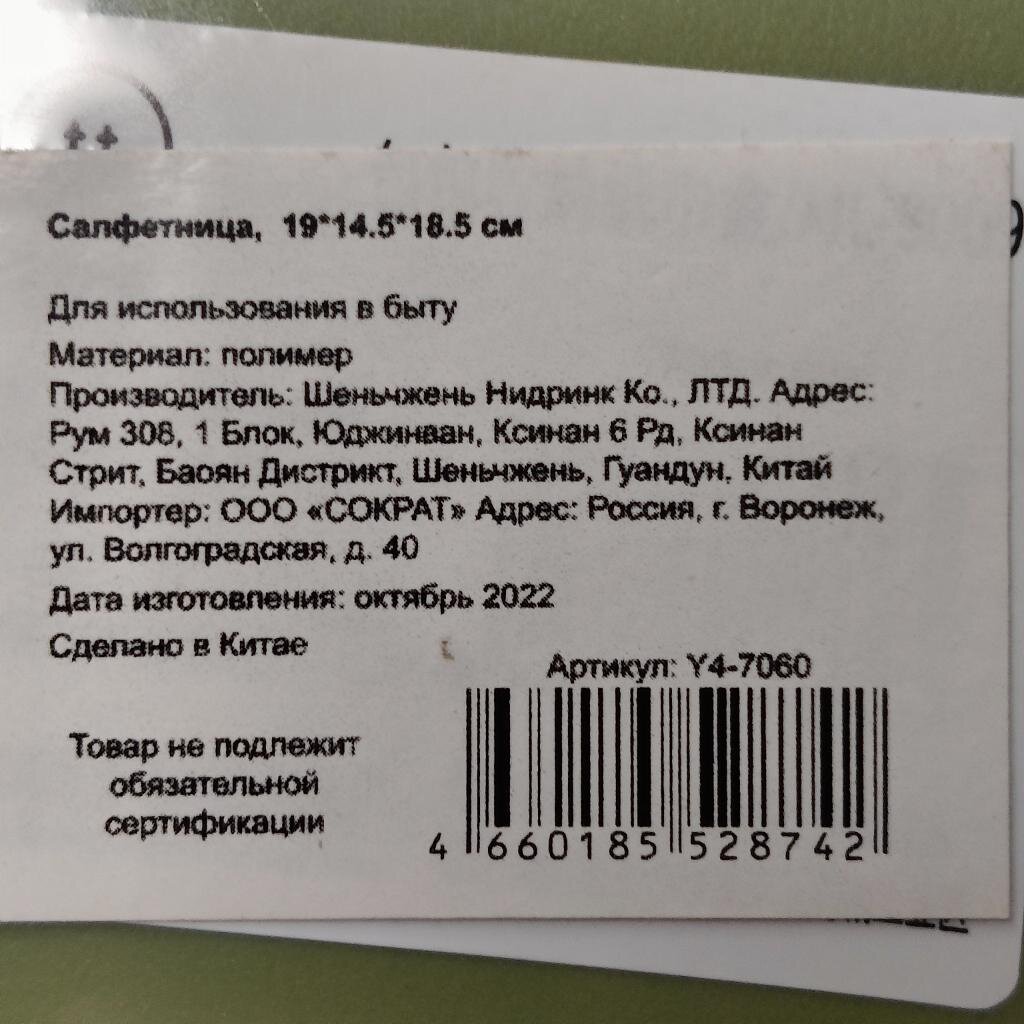 Салфетница, 19*14.5*18.5 см
Для использования в быту
Материал: полимер
Производитель: Шеньчжень Нидринк Ко., ЛТД. Адрес:
Рум 308, 1 Блок, Юджинваан, Ксинан 6 Рд, Ксинан
Стрит, Баоян Дистрикт, Шеньчжень, Гуандун, Китай
Импортер: ООО «СОКРАТ» Адрес: Россия, г. Воронеж,
ул. Волгоградская, д. 40
Дата изготовления: октябрь 2022
Сделано в Китае
Артикул: Y4-7060
Товар не подлежит
обязательной
сертификации
4 660185 528742